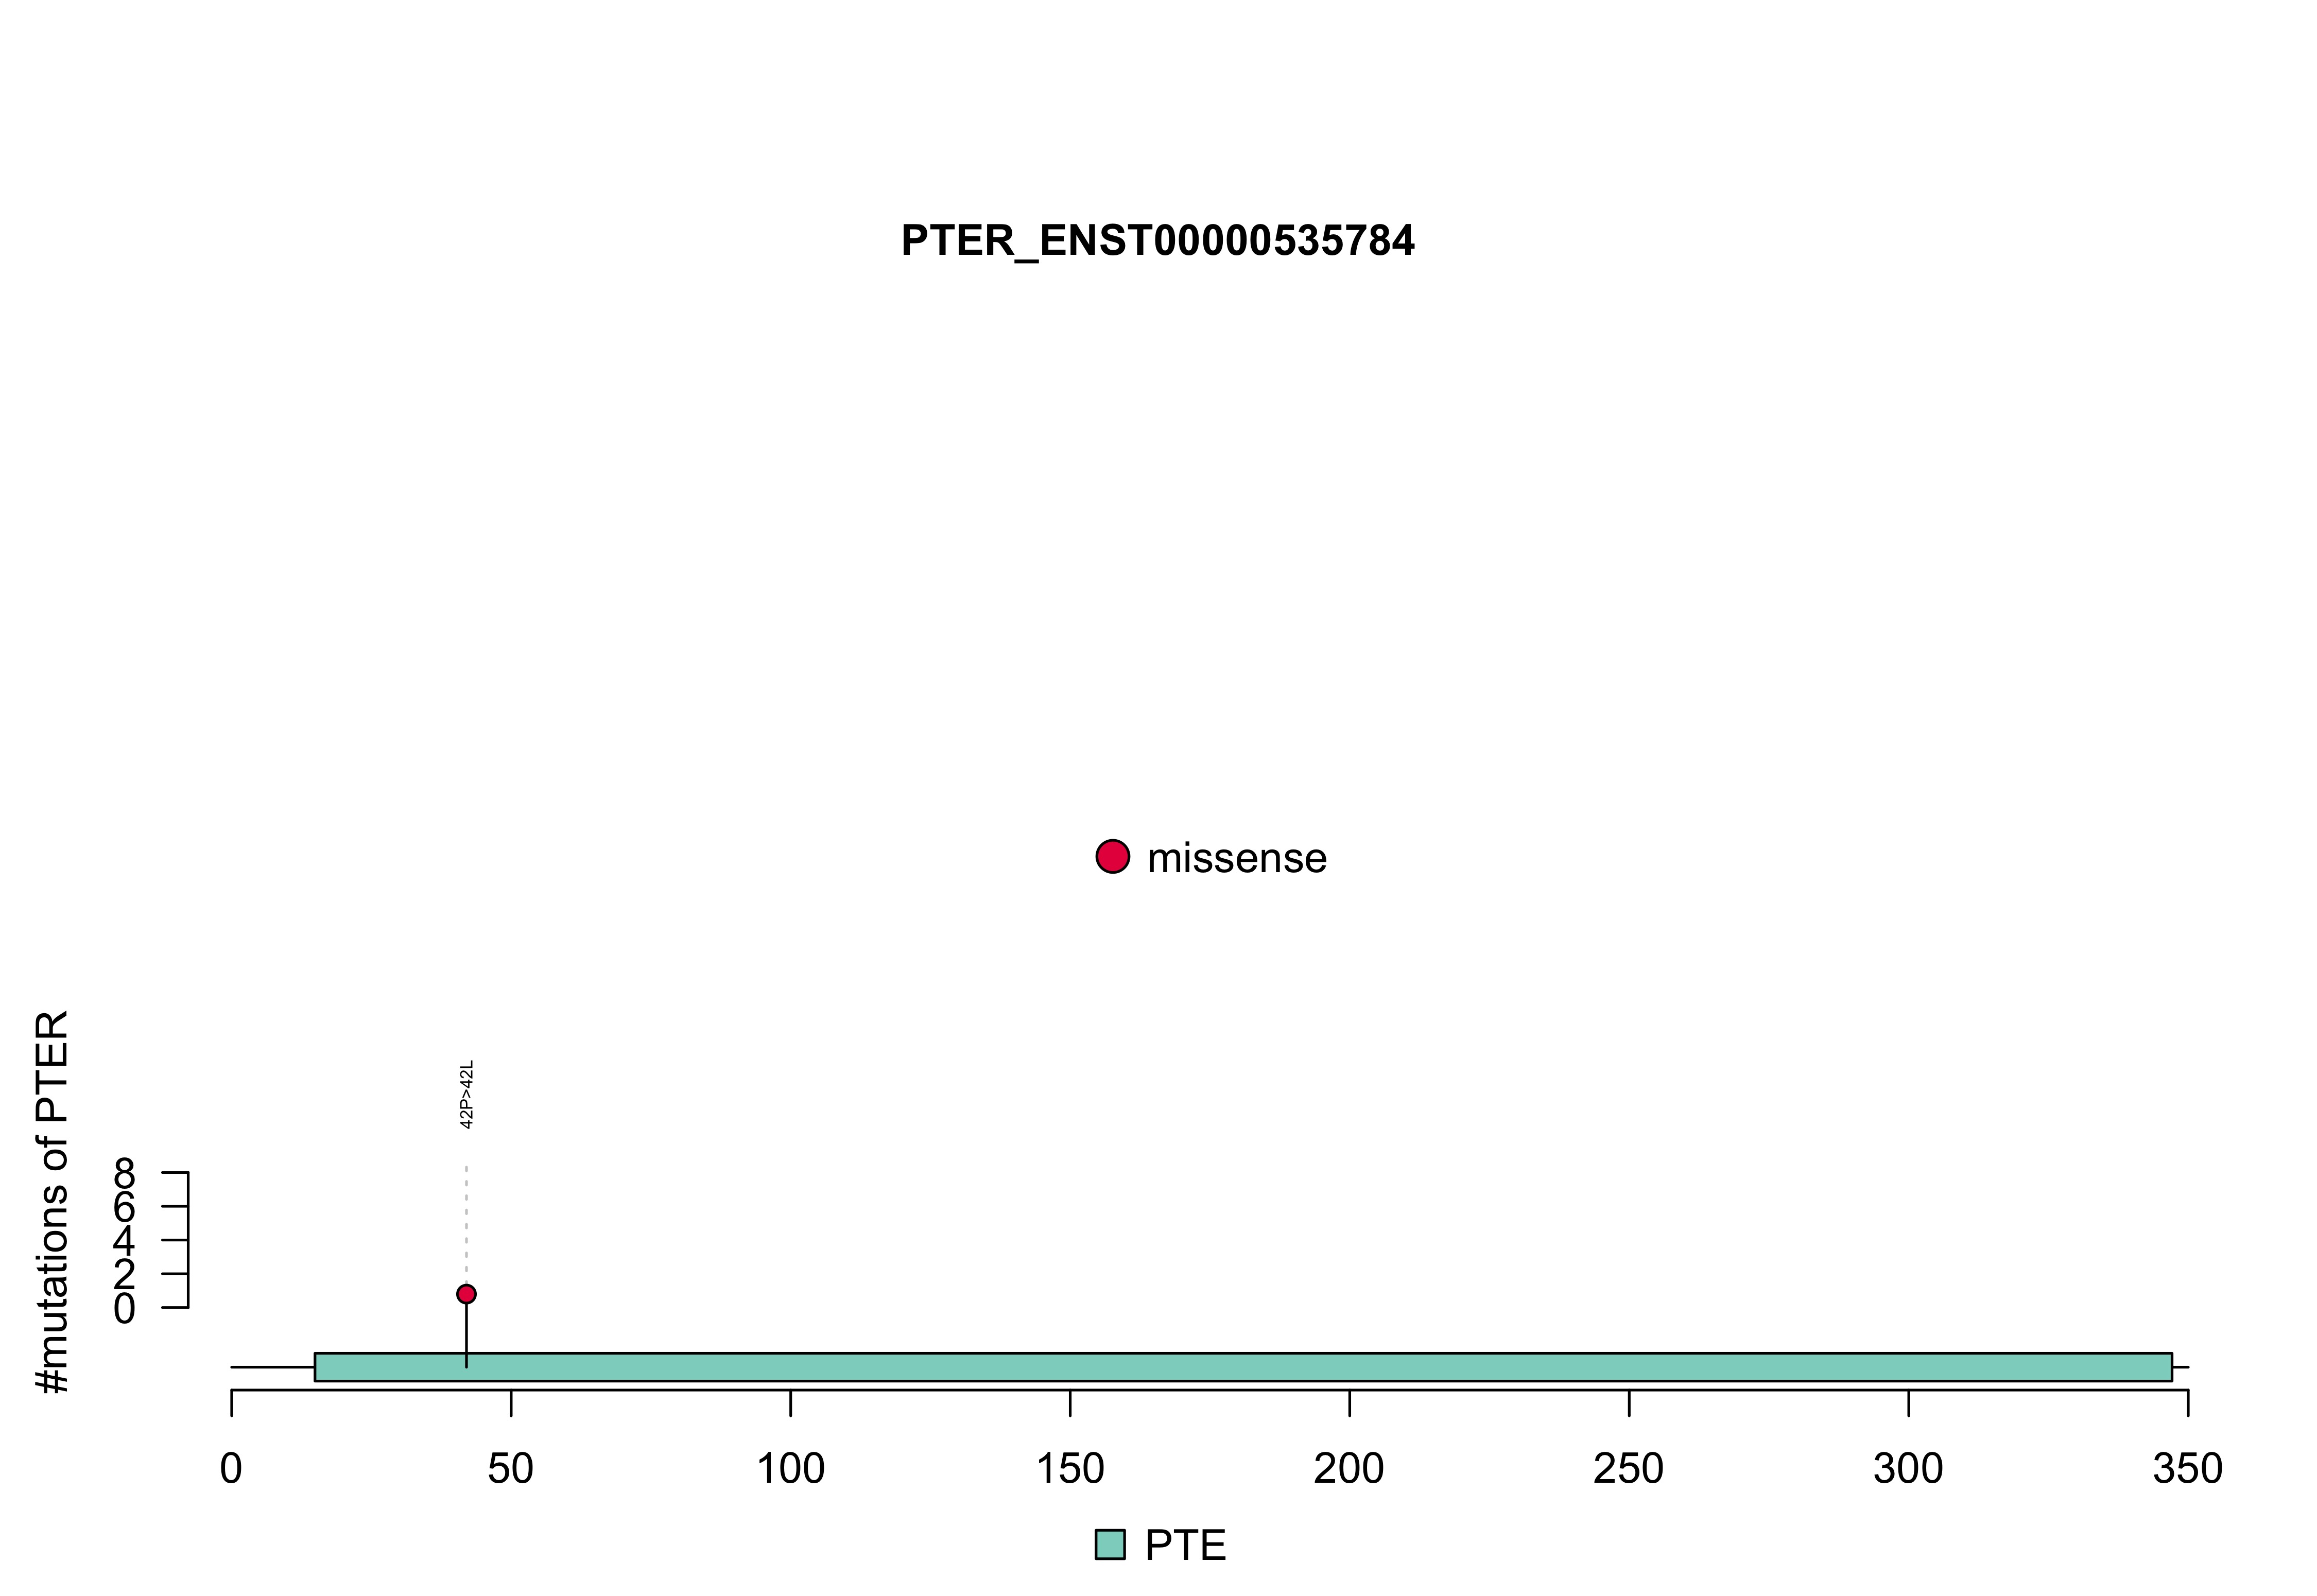 PTER_ENST00000535784
missense
#mutations of PTER
42P>42L
8
6
4
2
0
0 50 100 150 200 250 300 350
PTE